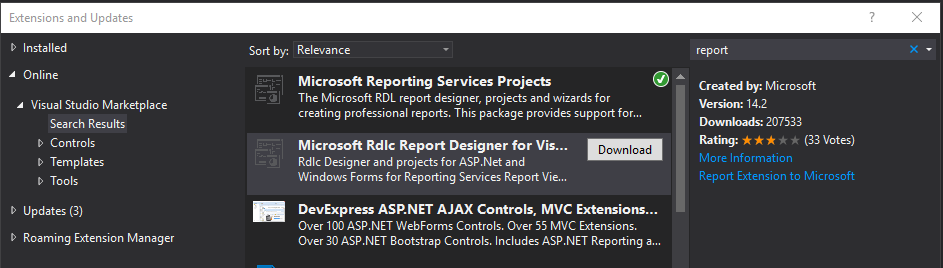 Extensions and Updates
? ×
Installed
Online
Visual Studio Marketplace
Search Results
Controls
Templates
Tools
Updates (3)
Roaming Extension Manager
Sort by: Relevance
Microsoft Reporting Services Projects
The Microsoft RDL report designer, projects and wizards for
creating professional reports. This package provides support for...
Microsoft Rdlc Report Designer for Vis...
Download
Rdlc Designer and projects for ASP.Net and
Windows Forms for Reporting Services Report Vie...
DevExpress ASP.NET AJAX Controls, MVC Extensions...
Over 100 ASP.NET WebForms Controls. Over 55 MVC Extensions.
Over 30 ASP.NET Bootstrap Controls. Includes ASP.NET Reporting a...
report
Created by: Microsoft
Version: 14.2
Downloads: 207533
Rating: (33 Votes)
More Information
Report Extension to Microsoft